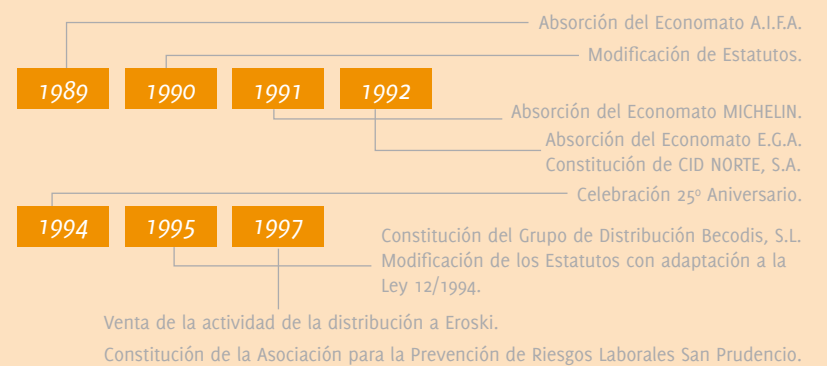 Absorción del Economato A.I.F.A.
Modificación de Estatutos.
1989 1990 1991 1992
Absorción del Economato MICHELIN.
Absorción del Economato E.G.A.
Constitución de CID NORTE, S.A.
Celebración 25º Aniversario.
1994 1995 1997
Constitución del Grupo de Distribución Becodis, S.L.
Modificación de los Estatutos con adaptación a la
Ley 12/1994.
Venta de la actividad de la distribución a Eroski.
Constitución de la Asociación para la Prevención de Riesgos Laborales San Prudencio.